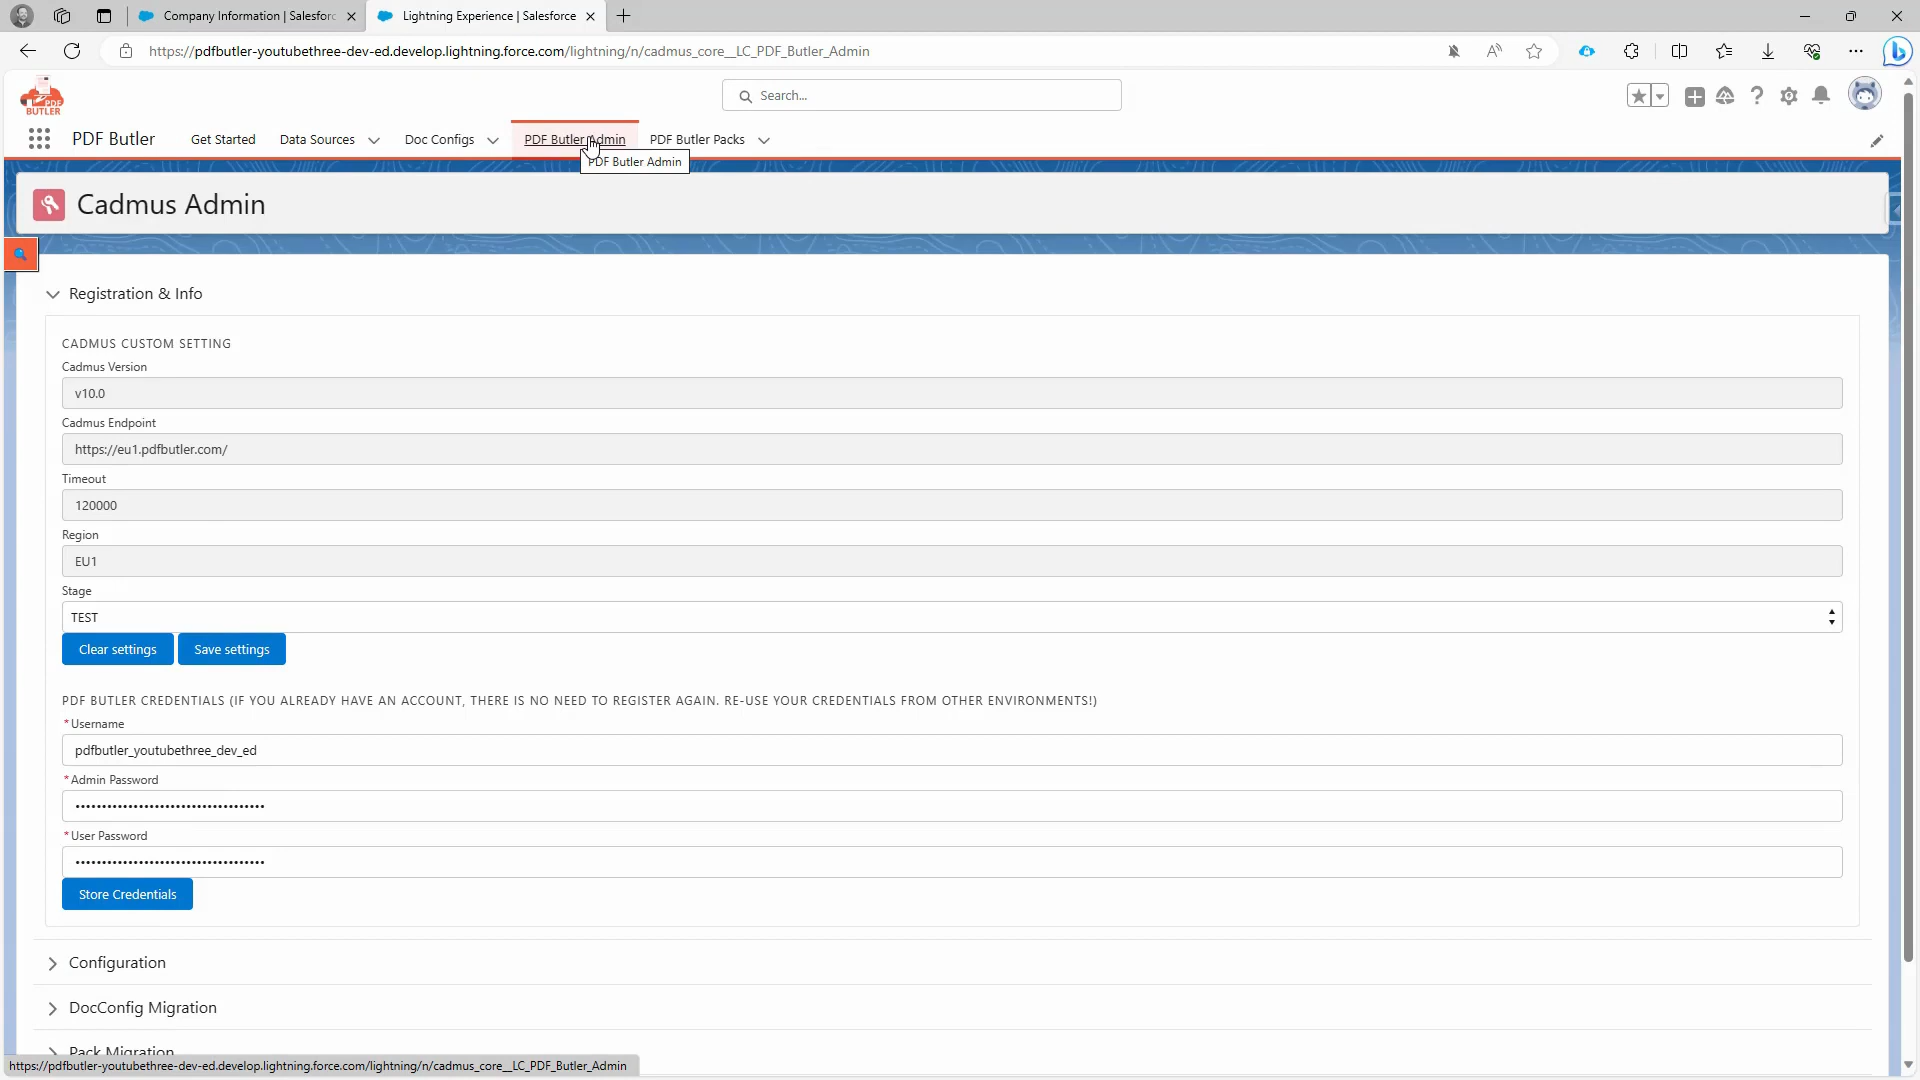 Company Information | Salesforc
Lightning Experience | Salesforce
https://pdfbutler-youtubethree-dev-ed.develop.lightning.force.com/lightning/n/cadmus_core__LC_PDF_Butler_Admin
PDF
BUTLER
Search...
PDF Butler
Get Started
Data Sources
Doc Configs
PDF Butler Admin
PDF Butler Packs
PDF Butler Admin
Cadmus Admin
Registration & Info
CADMUS CUSTOM SETTING
Cadmus Version
v10.0
Cadmus Endpoint
https://eu1.pdfbutler.com/
Timeout
120000
Region
EU1
Stage
TEST
Clear settings
Save settings
PDF BUTLER CREDENTIALS (IF YOU ALREADY HAVE AN ACCOUNT, THERE IS NO NEED TO REGISTER AGAIN. RE-USE YOUR CREDENTIALS FROM OTHER ENVIRONMENTS!)
*Username
pdfbutler_youtubethree_dev_ed
*Admin Password
*User Password
Store Credentials
Configuration
DocConfig Migration
Pack Migration
https://pdfbutler-youtubethree-dev-ed.develop.lightning.force.com/lightning/n/cadmus_core__LC_PDF_Butler_Admin